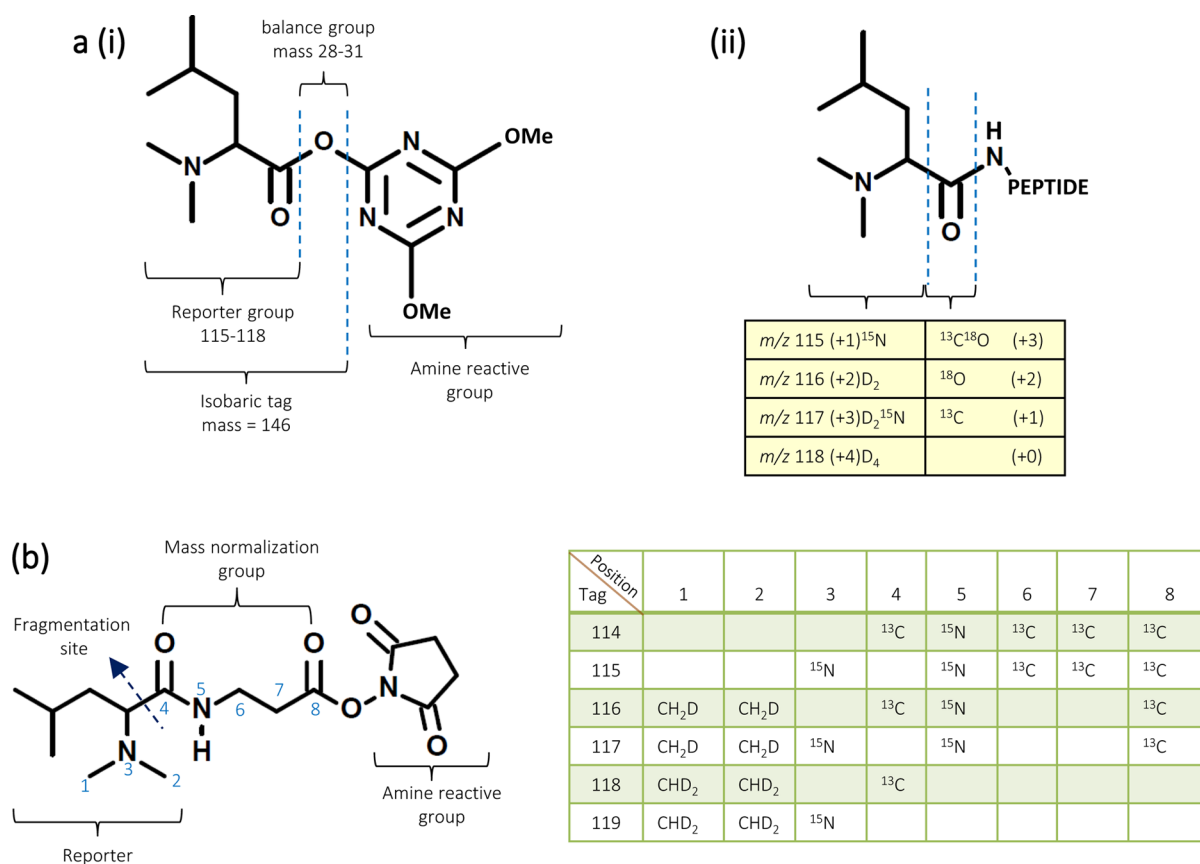 a (i)
balance group
mass 28-31
N
O
O
N
N
N
OMe
OMe
Reporter group
115-118
Isobaric tag
mass = 146
Amine reactive
group
(ii)
N
O
H
N
PEPTIDE
m/z 115 (+1)¹⁵N ¹³C¹⁸O (+3)
m/z 116 (+2)D₂ ¹⁸O (+2)
m/z 117 (+3)D₂¹⁵N ¹³C (+1)
m/z 118 (+4)D₄ (+0)
(b)
Mass normalization
group
Fragmentation
site
O
O
O
4
5
N
H
6
7
8
O
N
O
N
3
1
2
Reporter
Amine reactive
group
Position
Tag 1 2 3 4 5 6 7 8
114 ¹³C ¹⁵N ¹³C ¹³C ¹³C
115 ¹⁵N ¹⁵N ¹³C ¹³C ¹³C
116 CH₂D CH₂D ¹³C ¹⁵N ¹³C
117 CH₂D CH₂D ¹⁵N ¹⁵N ¹³C
118 CHD₂ CHD₂ ¹³C
119 CHD₂ CHD₂ ¹⁵N